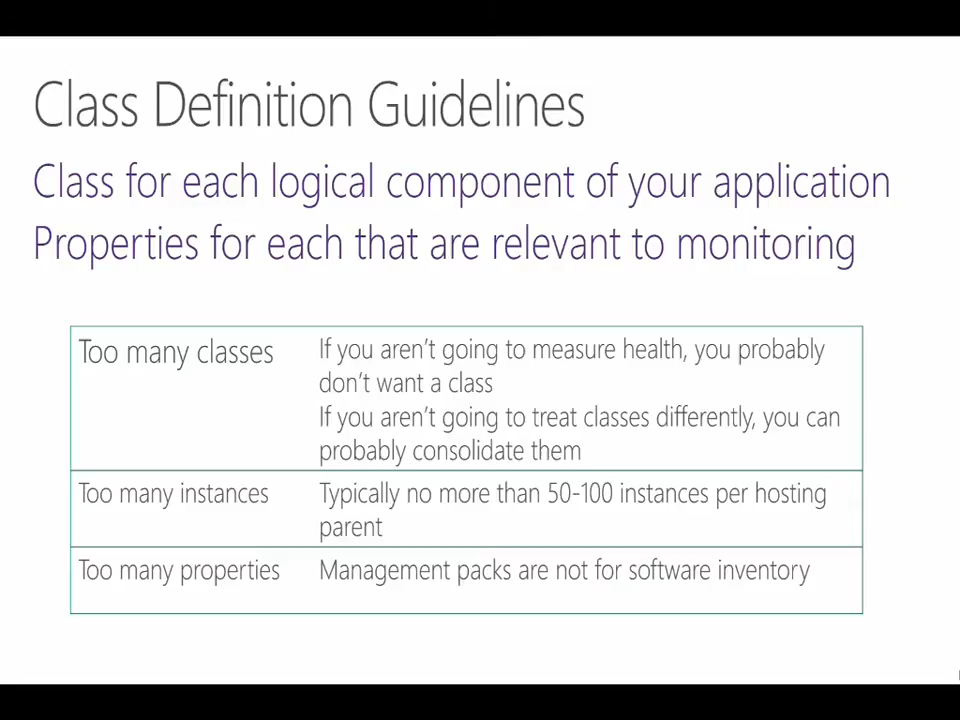 Class Definition Guidelines
Class for each logical component of your application
Properties for each that are relevant to monitoring
Too many classes
If you aren't going to measure health, you probably
don't want a class
If you aren't going to treat classes differently, you can
probably consolidate them
Too many instances
Typically no more than 50-100 instances per hosting
parent
Too many properties
Management packs are not for software inventory